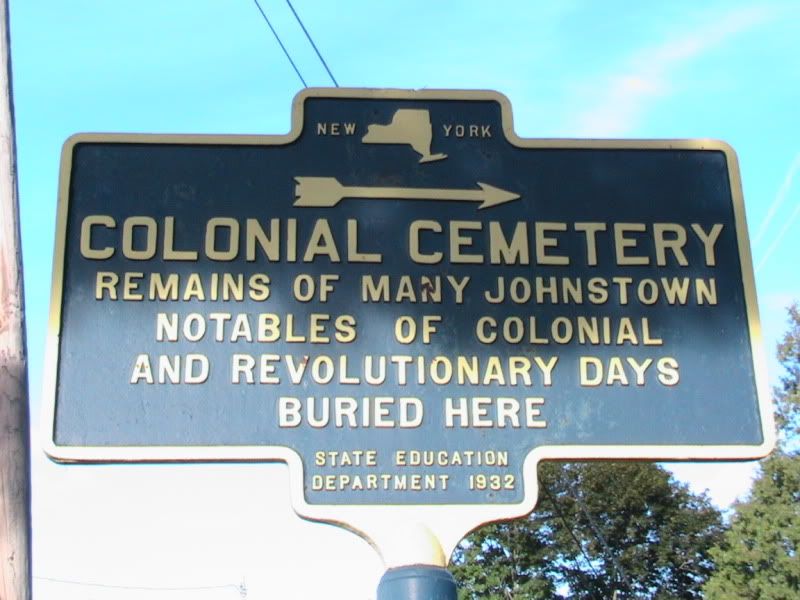 NEW YORK
COLONIAL CEMETERY
REMAINS OF MANY JOHNSTOWN
NOTABLES OF COLONIAL
AND REVOLUTIONARY DAYS
BURIED HERE
STATE EDUCATION
DEPARTMENT 1932